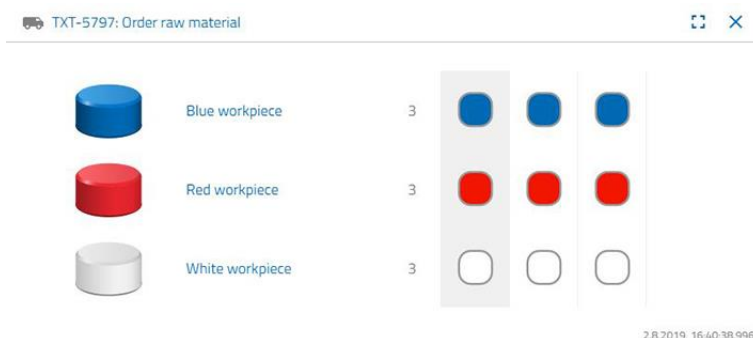 TXT-5797: Order raw material
Blue workpiece 3
Red workpiece 3
White workpiece 3
2.8.2019, 16:40:38.996